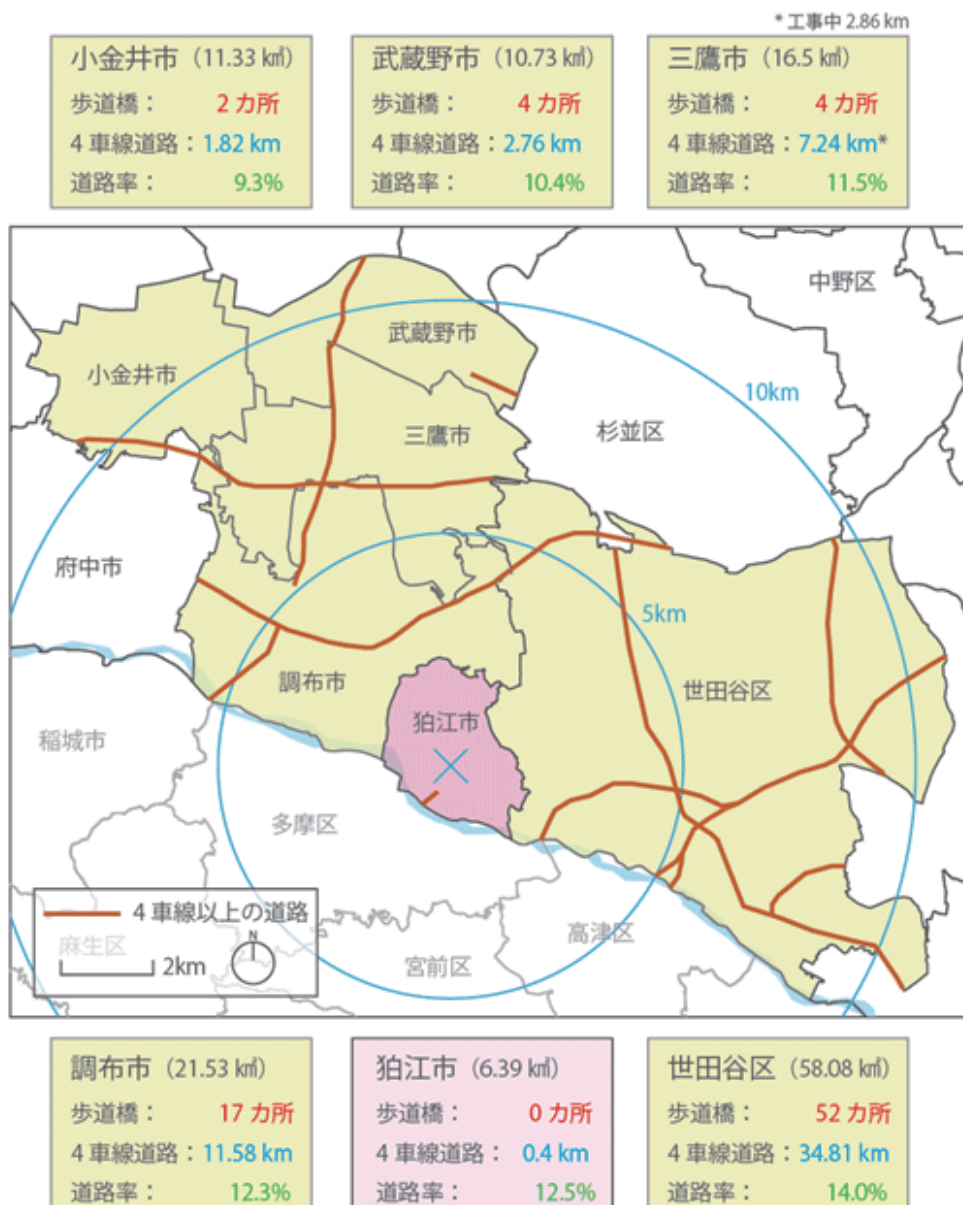 * 工事中 2.86 km
小金井市（11.33 ㎢）
歩道橋： 2 カ所
4 車線道路：1.82 km
道路率： 9.3%
武蔵野市（10.73 ㎢）
歩道橋： 4 カ所
4 車線道路：2.76 km
道路率： 10.4%
三鷹市（16.5 ㎢）
歩道橋： 4 カ所
4 車線道路：7.24 km*
道路率： 11.5%
中野区
武蔵野市
小金井市
10km
杉並区
三鷹市
府中市
5km
調布市
世田谷区
狛江市
稲城市
多摩区
4 車線以上の道路
麻生区
N
2km
高津区
宮前区
調布市（21.53 ㎢）
歩道橋： 17 カ所
4 車線道路：11.58 km
道路率： 12.3%
狛江市（6.39 ㎢）
歩道橋： 0 カ所
4 車線道路： 0.4 km
道路率： 12.5%
世田谷区（58.08 ㎢）
歩道橋： 52 カ所
4 車線道路：34.81 km
道路率： 14.0%